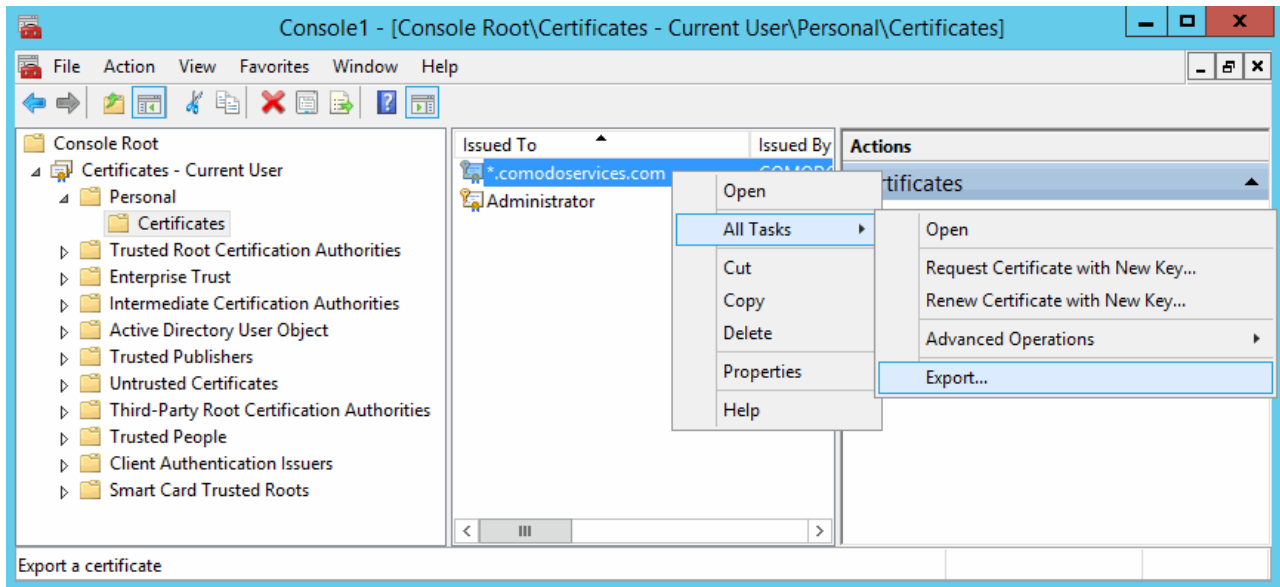 Console1 - [Console Root\Certificates - Current User\Personal\Certificates]
File Action View Favorites Window Help
Console Root
Certificates - Current User
Personal
Certificates
Trusted Root Certification Authorities
Enterprise Trust
Intermediate Certification Authorities
Active Directory User Object
Trusted Publishers
Untrusted Certificates
Third-Party Root Certification Authorities
Trusted People
Client Authentication Issuers
Smart Card Trusted Roots
Issued To Issued By
*.comodoservices.com
Administrator
Actions
tificates
Open
All Tasks
Cut
Copy
Delete
Properties
Help
Open
Request Certificate with New Key...
Renew Certificate with New Key...
Advanced Operations
Export...
Export a certificate